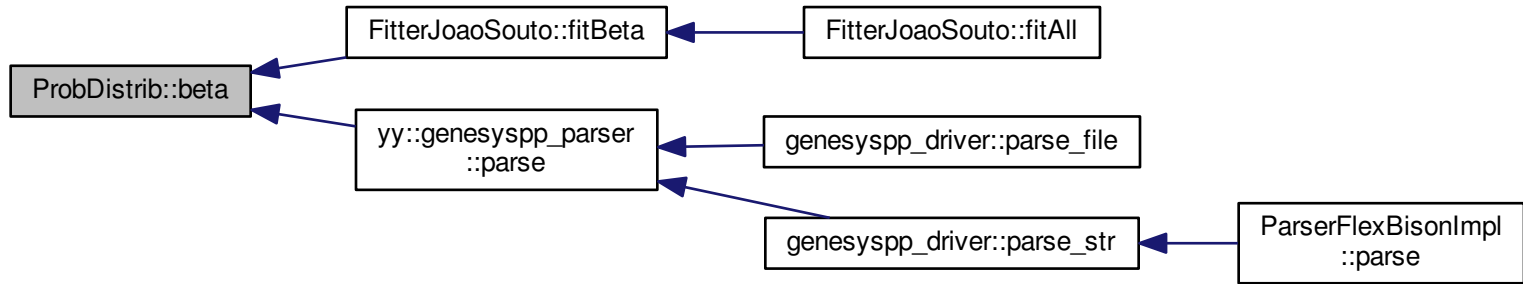 FitterJoaoSouto::fitBeta
FitterJoaoSouto::fitAll
ProbDistrib::beta
yy::genesyspp_parser
::parse
genesyspp_driver::parse_file
genesyspp_driver::parse_str
ParserFlexBisonImpl
::parse